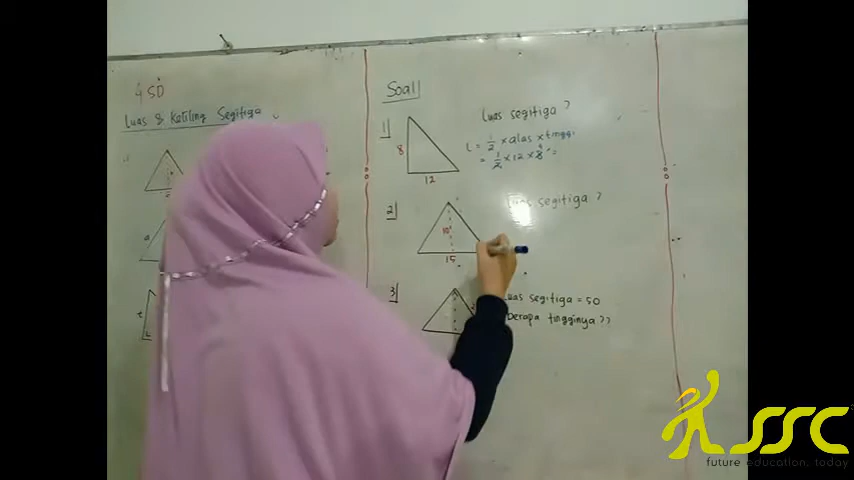 4 SD
Luas & Keliling Segitiga
Soal
1
8
12
Luas segitiga ?
L = 1/2 x alas x tinggi
= 1/2 x 12 x 8 =
2
10
15
Luas segitiga ?
3
Luas segitiga = 50
Berapa tingginya ??
SSC
future education, today